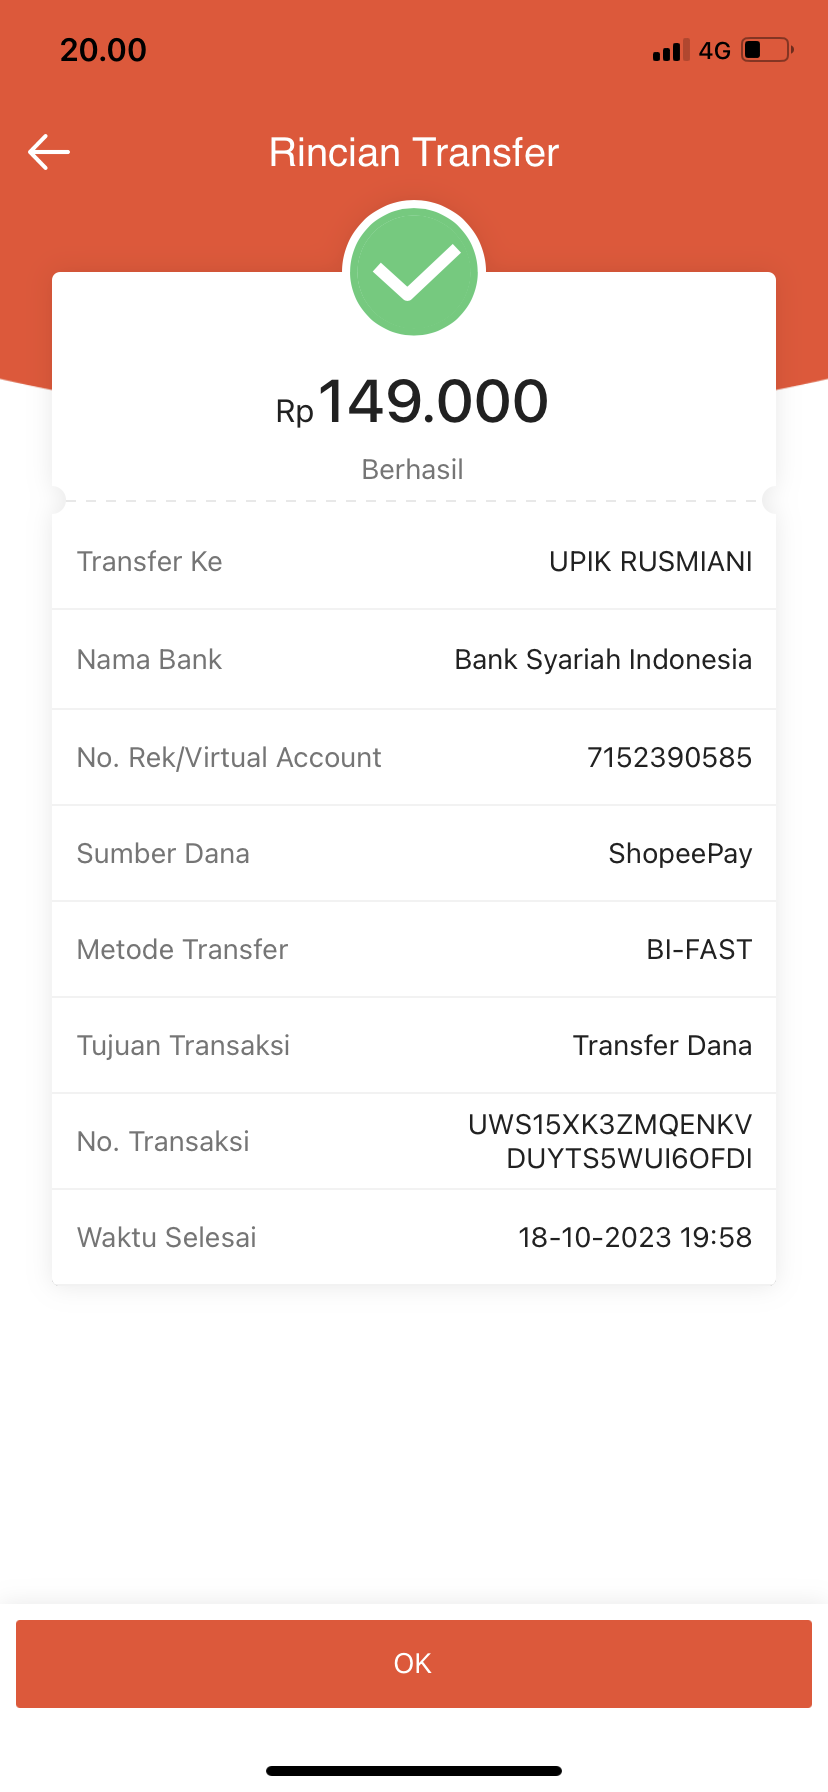 20.00
4G
Rincian Transfer
Rp149.000
Berhasil
Transfer Ke UPIK RUSMIANI
Nama Bank Bank Syariah Indonesia
No. Rek/Virtual Account 7152390585
Sumber Dana ShopeePay
Metode Transfer BI-FAST
Tujuan Transaksi Transfer Dana
No. Transaksi UWS15XK3ZMQENKV
DUYTS5WUI6OFDI
Waktu Selesai 18-10-2023 19:58
OK